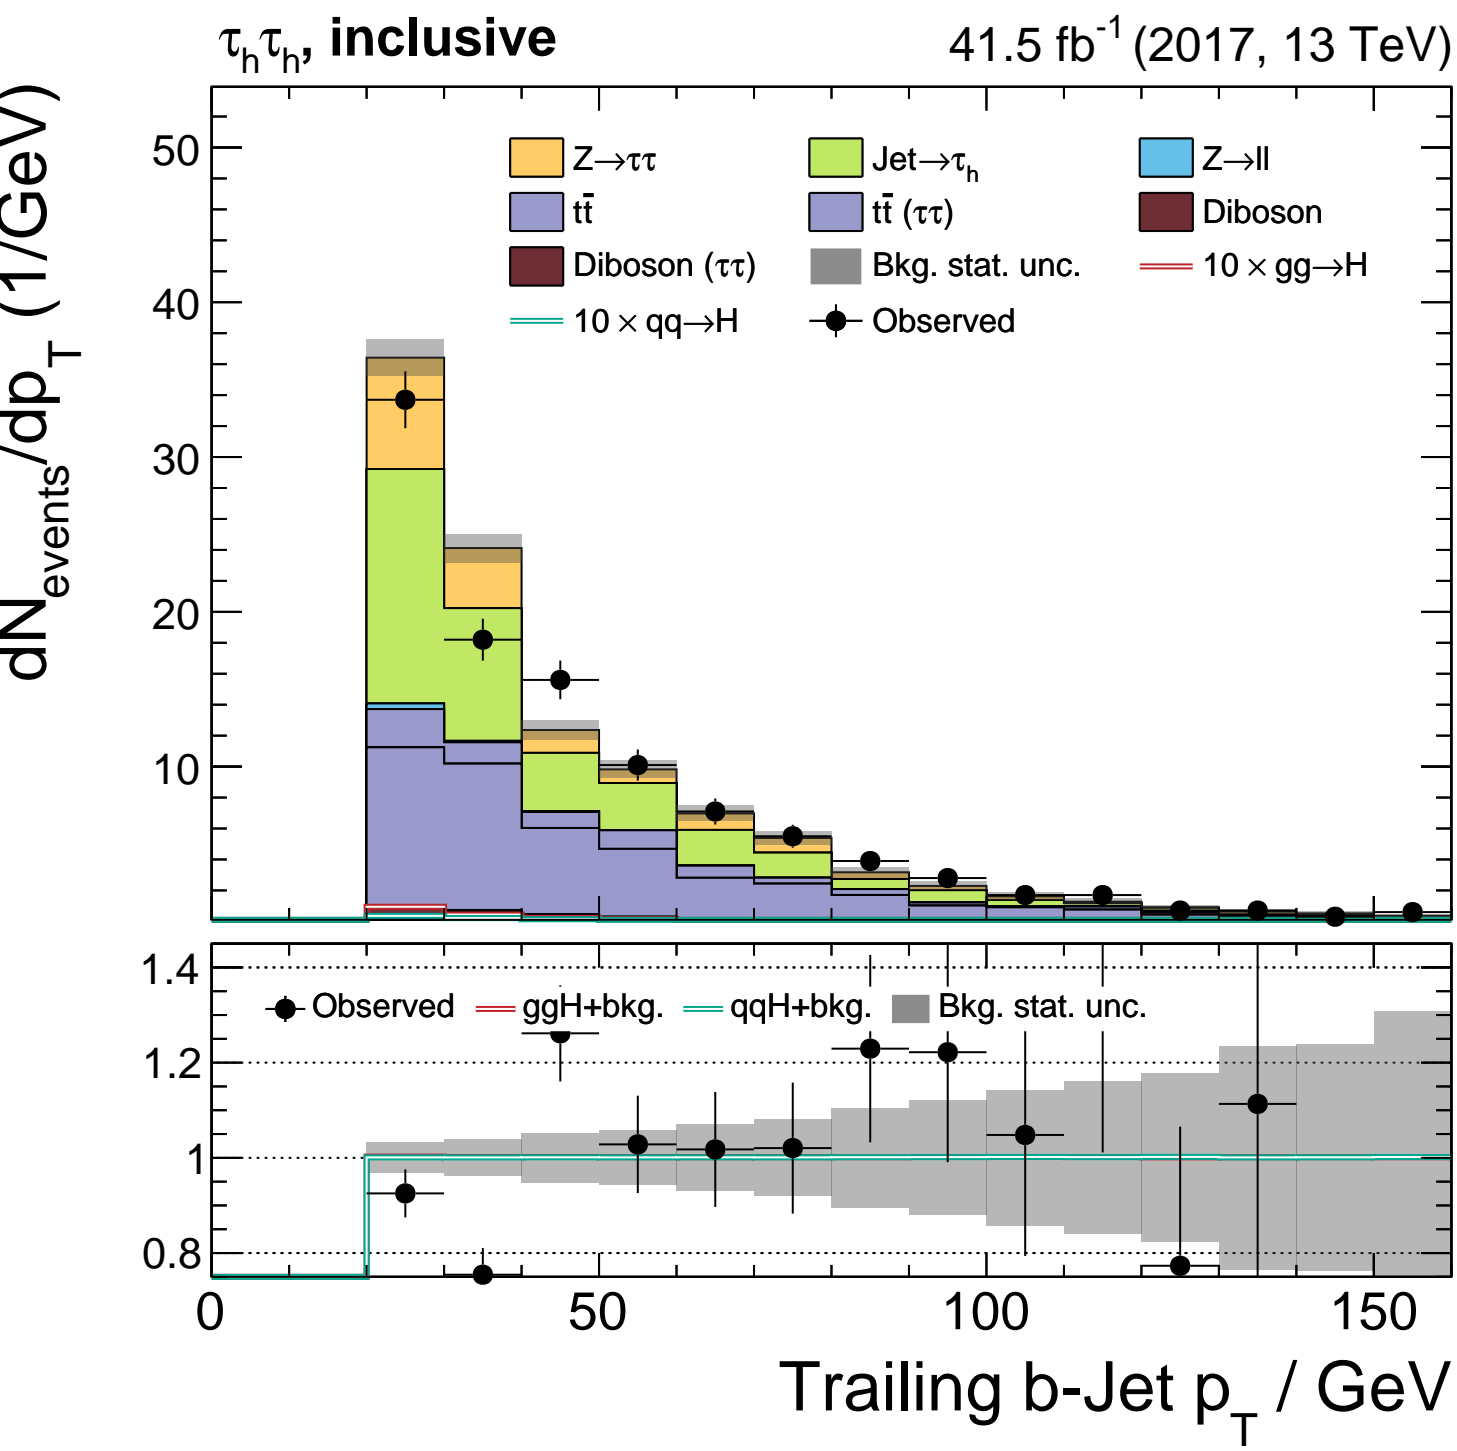 τhτh, inclusive
41.5 fb-1 (2017, 13 TeV)
dNevents/dpT (1/GeV)
50
40
30
20
10
Z→ττ
Jet→τh
Z→ll
tt̄
tt̄ (ττ)
Diboson
Diboson (ττ)
Bkg. stat. unc.
10 × gg→H
10 × qq→H
Observed
1.4
1.2
1
0.8
Observed
ggH+bkg.
qqH+bkg.
Bkg. stat. unc.
0
50
100
150
Trailing b-Jet pT / GeV